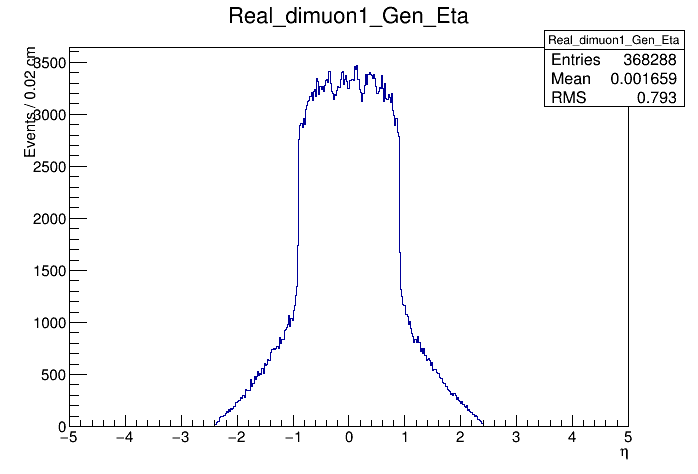 Real_dimuon1_Gen_Eta
Real_dimuon1_Gen_Eta
Entries 368288
Mean 0.001659
RMS 0.793
Events / 0.02 cm
3500
3000
2500
2000
1500
1000
500
0
−5 −4 −3 −2 −1 0 1 2 3 4 5
η